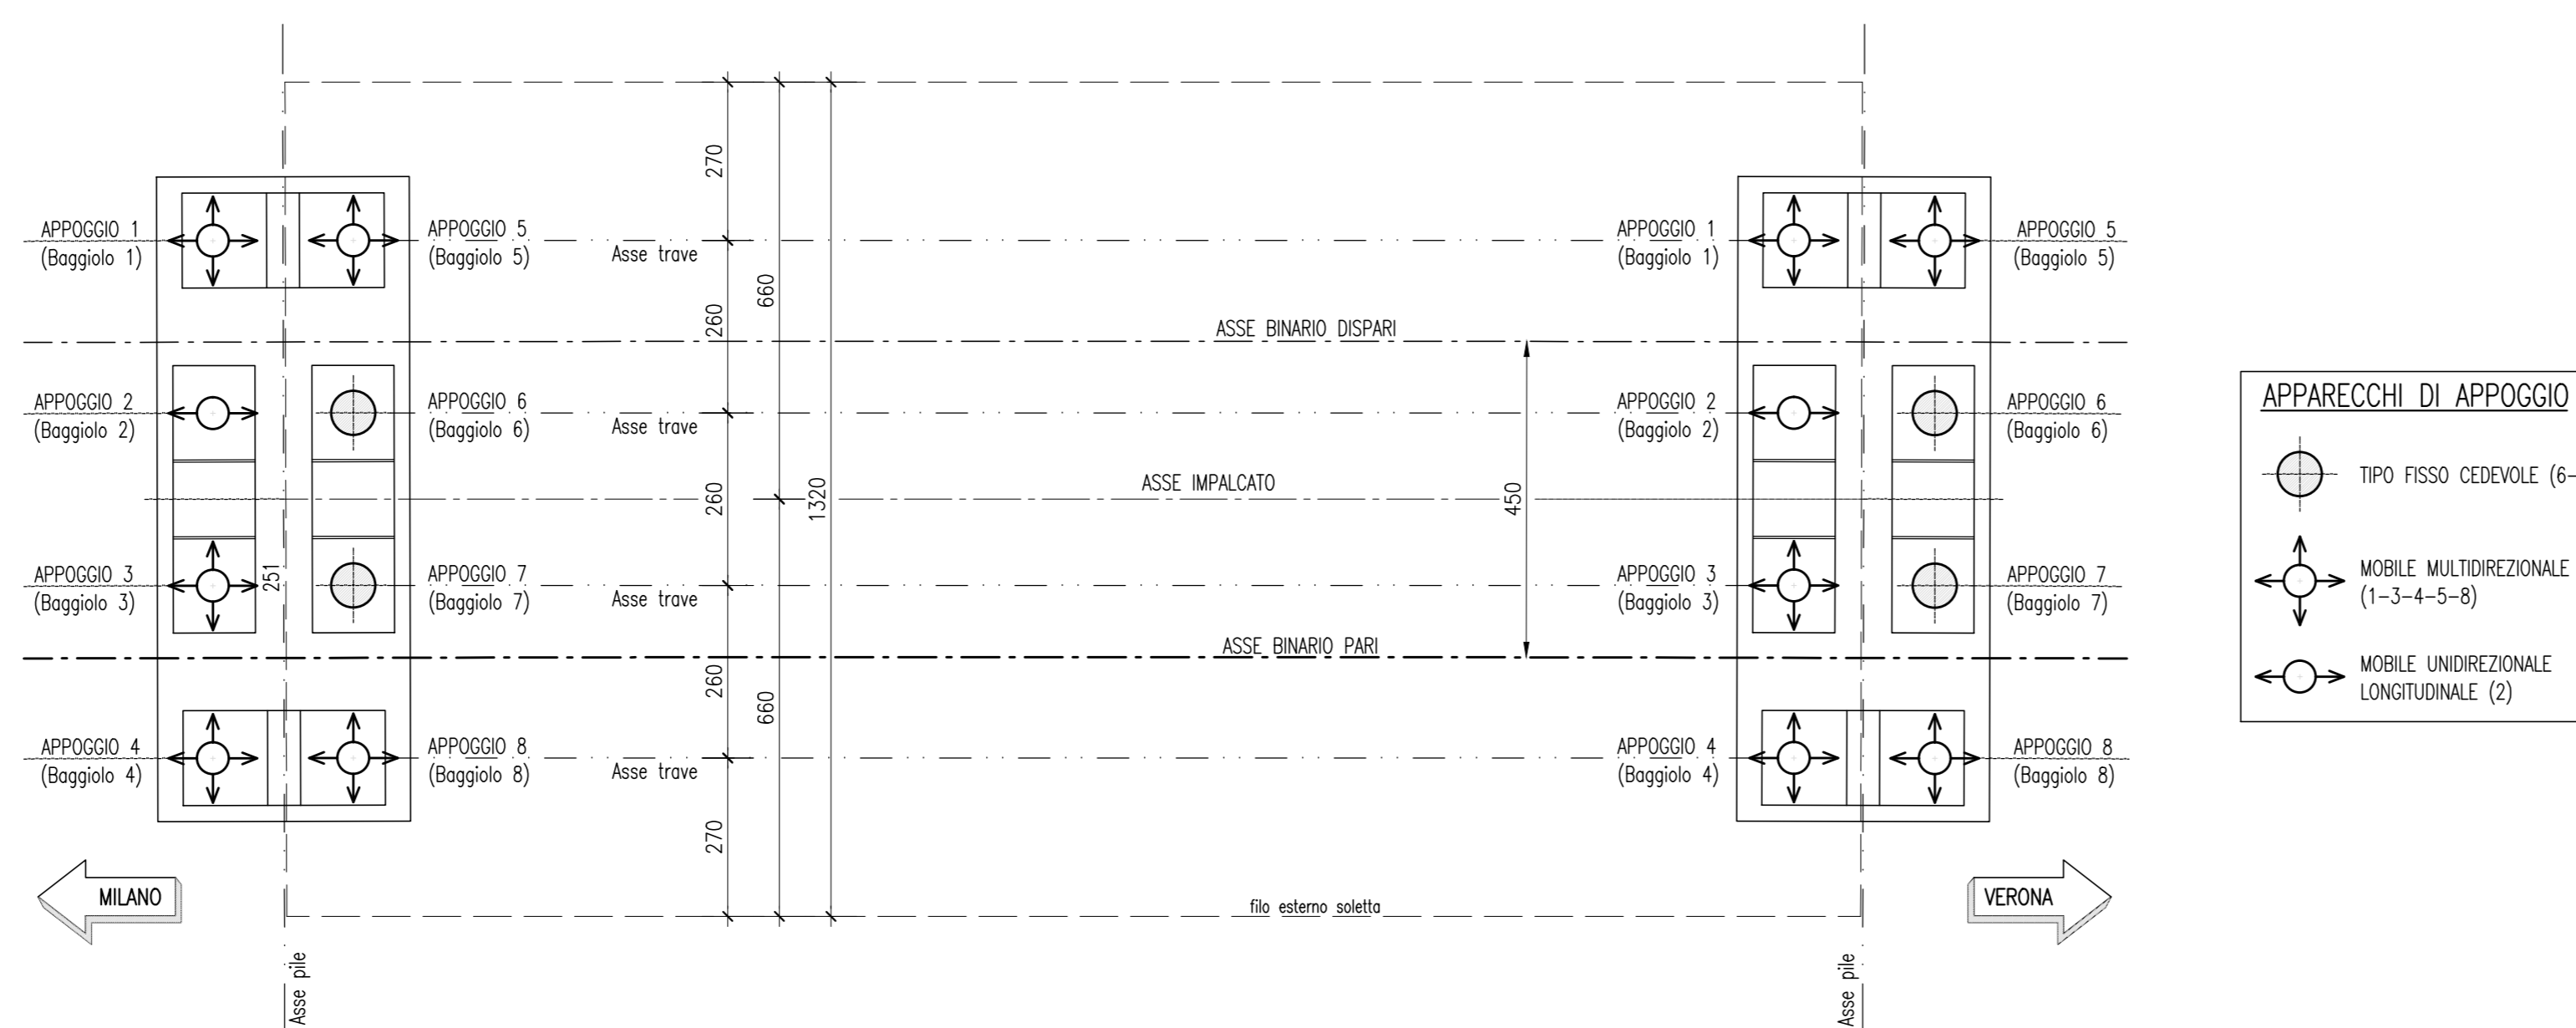 270
APPOGGIO 1
(Baggiolo 1)
APPOGGIO 5
(Baggiolo 5)
Asse trave
APPOGGIO 1
(Baggiolo 1)
APPOGGIO 5
(Baggiolo 5)
660
260
ASSE BINARIO DISPARI
APPOGGIO 2
(Baggiolo 2)
APPOGGIO 6
(Baggiolo 6)
Asse trave
APPOGGIO 2
(Baggiolo 2)
APPOGGIO 6
(Baggiolo 6)
260
1320
ASSE IMPALCATO
450
APPOGGIO 3
(Baggiolo 3)
251
APPOGGIO 7
(Baggiolo 7)
Asse trave
APPOGGIO 3
(Baggiolo 3)
APPOGGIO 7
(Baggiolo 7)
ASSE BINARIO PARI
260
660
APPOGGIO 4
(Baggiolo 4)
APPOGGIO 8
(Baggiolo 8)
Asse trave
APPOGGIO 4
(Baggiolo 4)
APPOGGIO 8
(Baggiolo 8)
270
MILANO
filo esterno soletta
VERONA
Asse pile
Asse pile
APPARECCHI DI APPOGGIO
TIPO FISSO CEDEVOLE (6-
MOBILE MULTIDIREZIONALE
(1-3-4-5-8)
MOBILE UNIDIREZIONALE
LONGITUDINALE (2)